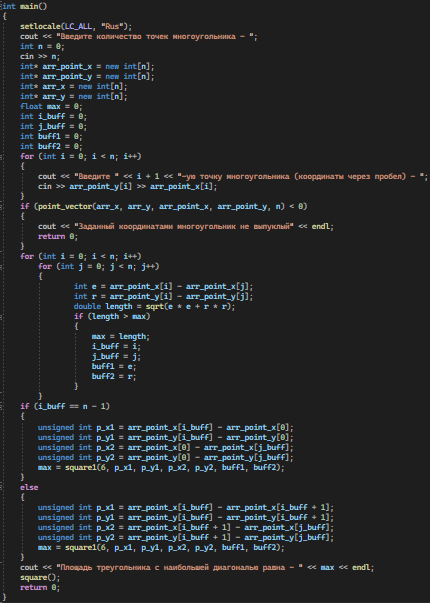 int main()
{
setlocale(LC_ALL, "Rus");
cout << "Введите количество точек многоугольника - ";
int n = 0;
cin >> n;
int* arr_point_x = new int[n];
int* arr_point_y = new int[n];
int* arr_x = new int[n];
int* arr_y = new int[n];
float max = 0;
int i_buff = 0;
int j_buff = 0;
int buff1 = 0;
int buff2 = 0;
for (int i = 0; i < n; i++)
{
cout << "Введите " << i + 1 << "-ую точку многоугольника (координаты через пробел) - ";
cin >> arr_point_y[i] >> arr_point_x[i];
}
if (point_vector(arr_x, arr_y, arr_point_x, arr_point_y, n) < 0)
{
cout << "Заданный координатами многоугольник не выпуклый" << endl;
return 0;
}
for (int i = 0; i < n; i++)
for (int j = 0; j < n; j++)
{
int e = arr_point_x[i] - arr_point_x[j];
int r = arr_point_y[i] - arr_point_y[j];
double length = sqrt(e * e + r * r);
if (length > max)
{
max = length;
i_buff = i;
j_buff = j;
buff1 = e;
buff2 = r;
}
}
if (i_buff == n - 1)
{
unsigned int p_x1 = arr_point_x[i_buff] - arr_point_x[0];
unsigned int p_y1 = arr_point_y[i_buff] - arr_point_y[0];
unsigned int p_x2 = arr_point_x[0] - arr_point_x[j_buff];
unsigned int p_y2 = arr_point_y[0] - arr_point_y[j_buff];
max = square1(6, p_x1, p_y1, p_x2, p_y2, buff1, buff2);
}
else
{
unsigned int p_x1 = arr_point_x[i_buff] - arr_point_x[i_buff + 1];
unsigned int p_y1 = arr_point_y[i_buff] - arr_point_y[i_buff + 1];
unsigned int p_x2 = arr_point_x[i_buff + 1] - arr_point_x[j_buff];
unsigned int p_y2 = arr_point_y[i_buff + 1] - arr_point_y[j_buff];
max = square1(6, p_x1, p_y1, p_x2, p_y2, buff1, buff2);
}
cout << "Площадь треугольника с наибольшей диагональю равна - " << max << endl;
square();
return 0;
}